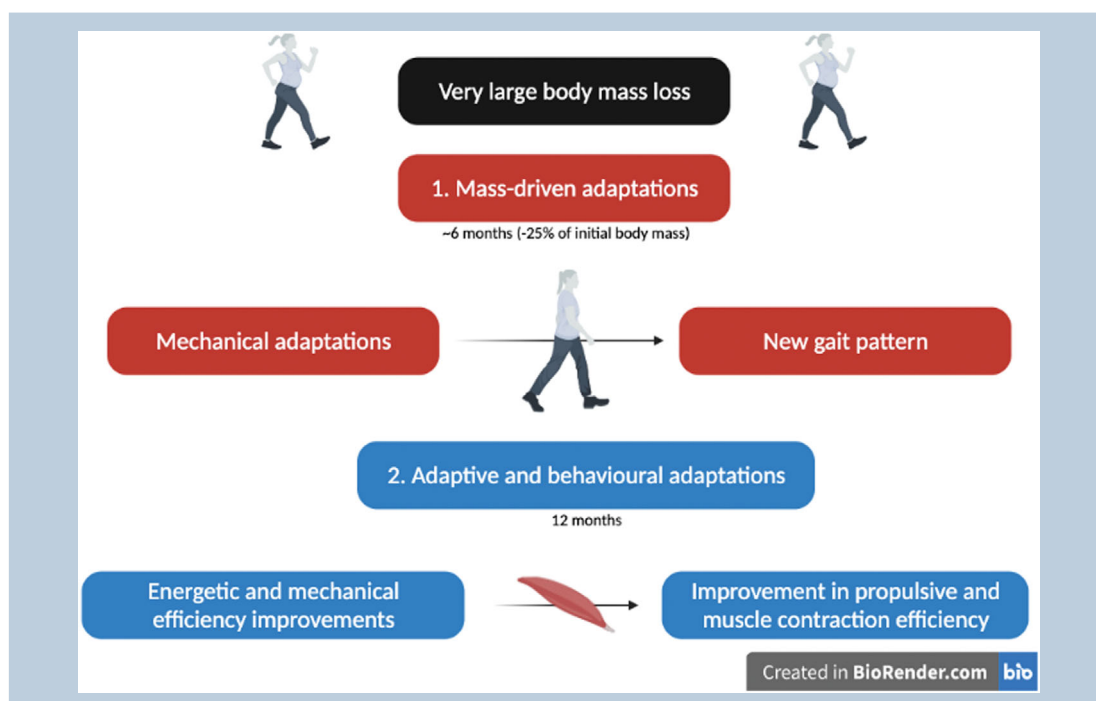 Very large body mass loss
1. Mass-driven adaptations
~6 months (-25% of initial body mass)
Mechanical adaptations
New gait pattern
2. Adaptive and behavioural adaptations
12 months
Energetic and mechanical
efficiency improvements
Improvement in propulsive and
muscle contraction efficiency
Created in BioRender.com bio